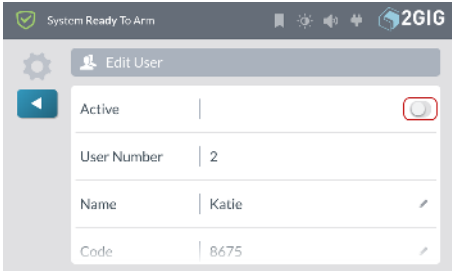 System Ready To Arm
2GIG
Edit User
Active
User Number 2
Name Katie
Code 8675